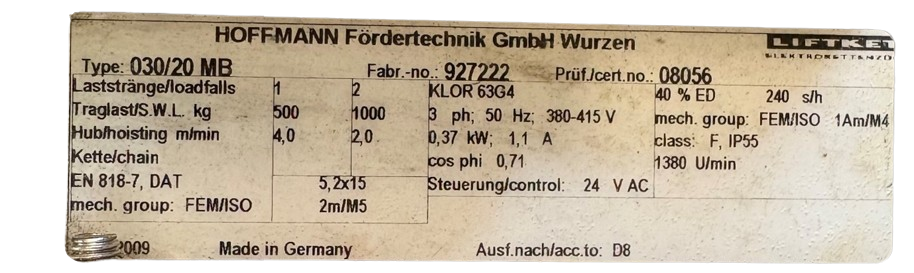 HOFFMANN Fördertechnik GmbH Wurzen
LIFTKET
ELEKTROKETTENZÜ
Type: 030/20 MB Fabr.-no.: 927222 Prüf./cert.no.: 08056
Laststränge/loadfalls 1 2 KLOR 63G4 40 % ED 240 s/h
Traglast/S.W.L. kg 500 1000 3 ph; 50 Hz; 380-415 V mech. group: FEM/ISO 1Am/M4
Hub/hoisting m/min 4,0 2,0 0,37 kW; 1,1 A class: F, IP55
Kette/chain cos phi 0,71 1380 U/min
EN 818-7, DAT 5,2x15 Steuerung/control: 24 V AC
mech. group: FEM/ISO 2m/M5
2009 Made in Germany Ausf.nach/acc.to: D8